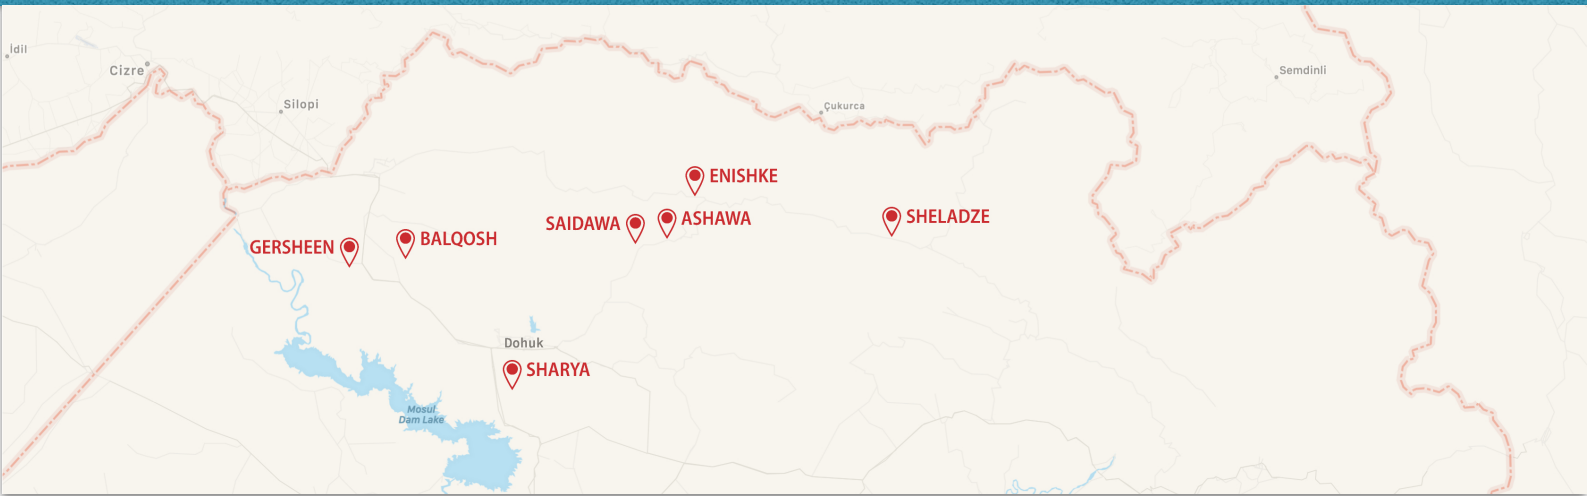 İdil
Cizre
Silopi
Semdinli
Çukurca
ENISHKE
SAIDAWA
ASHAWA
SHELADZE
GERSHEEN
BALQOSH
Dohuk
SHARYA
Mosul
Dam Lake